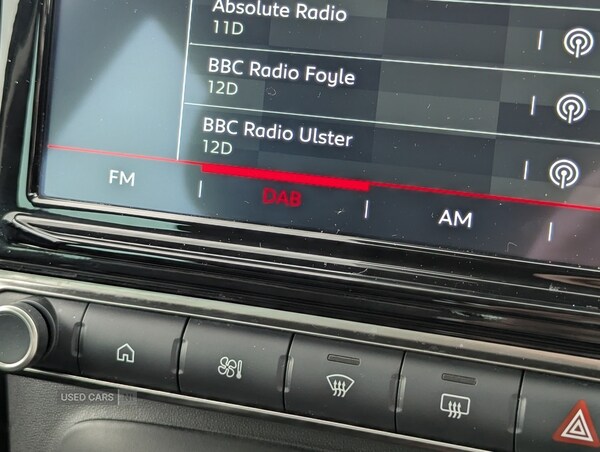 Absolute Radio
11D
BBC Radio Foyle
12D
BBC Radio Ulster
12D
FM
DAB
AM
USED CARS